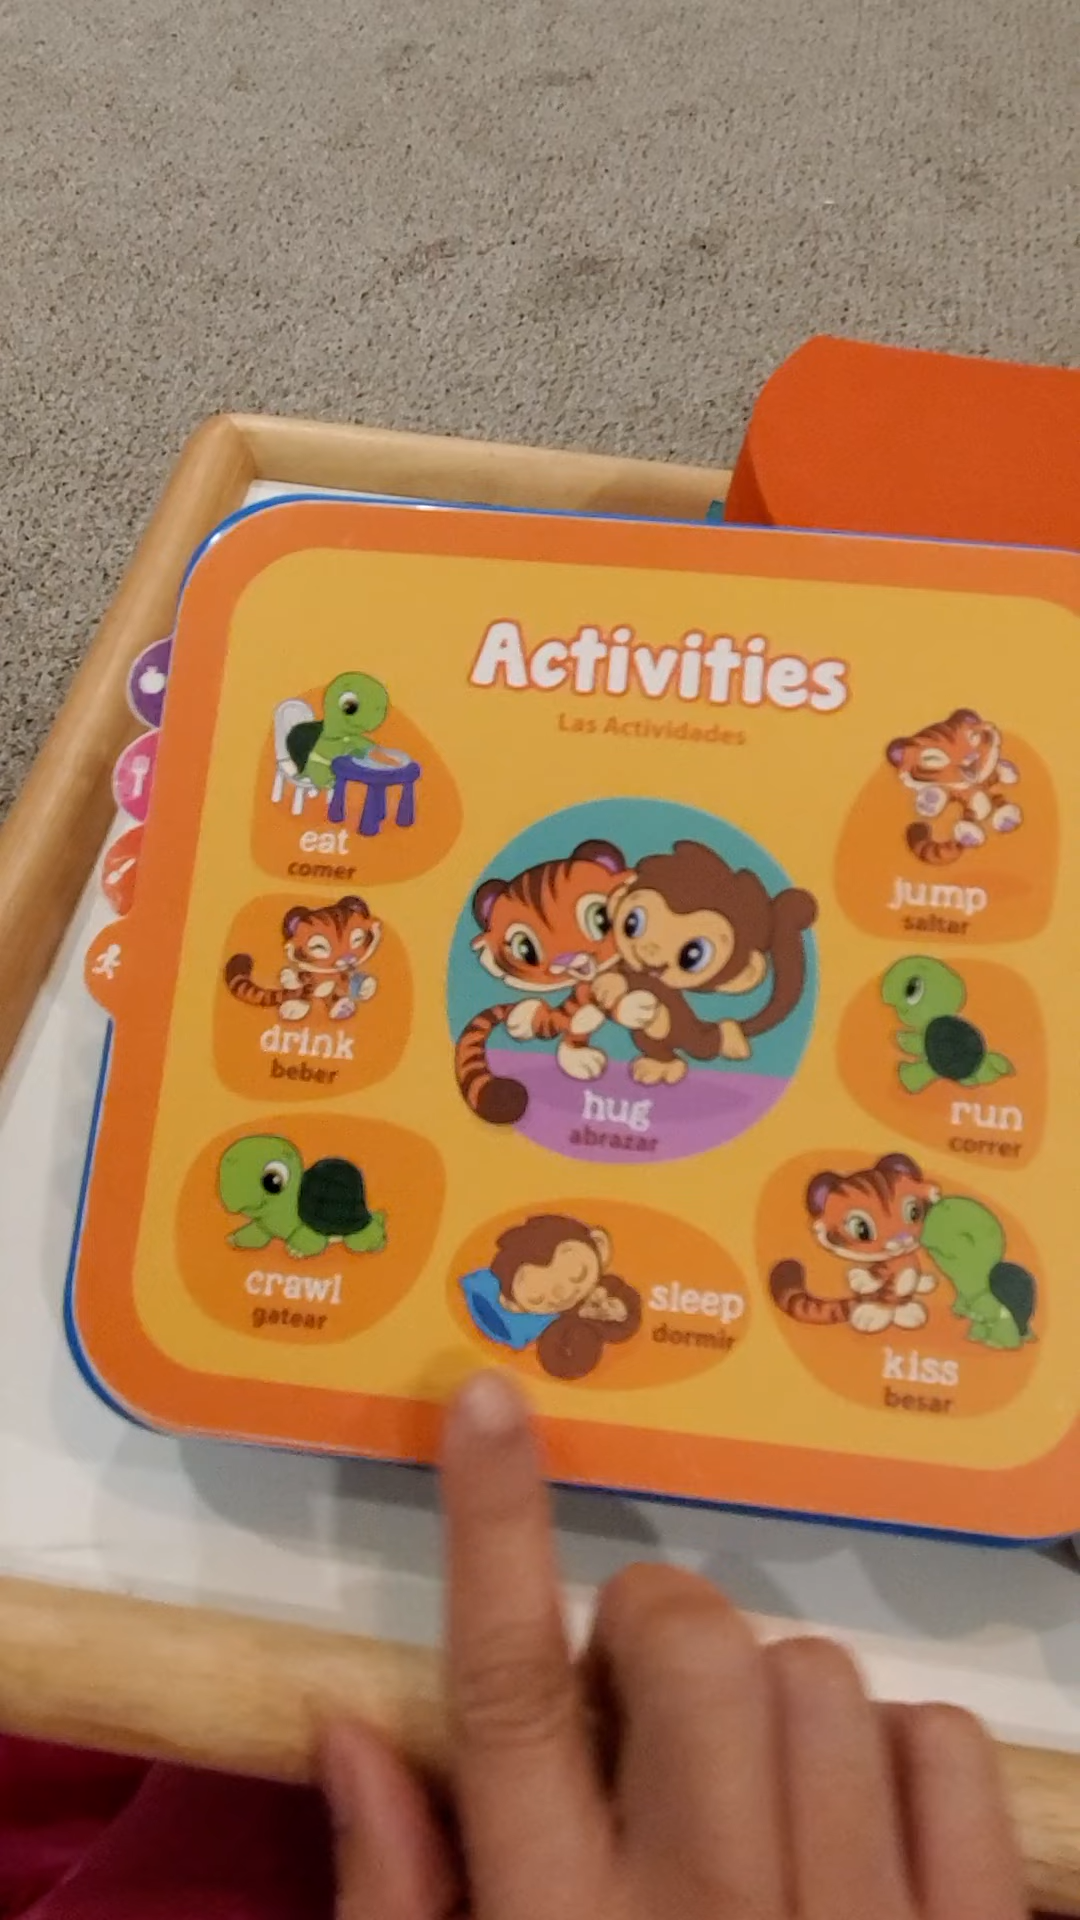 Activities
Las Actividades
eat
comer
drink
beber
crawl
gatear
hug
abrazar
sleep
dormir
jump
saltar
run
correr
kiss
besar